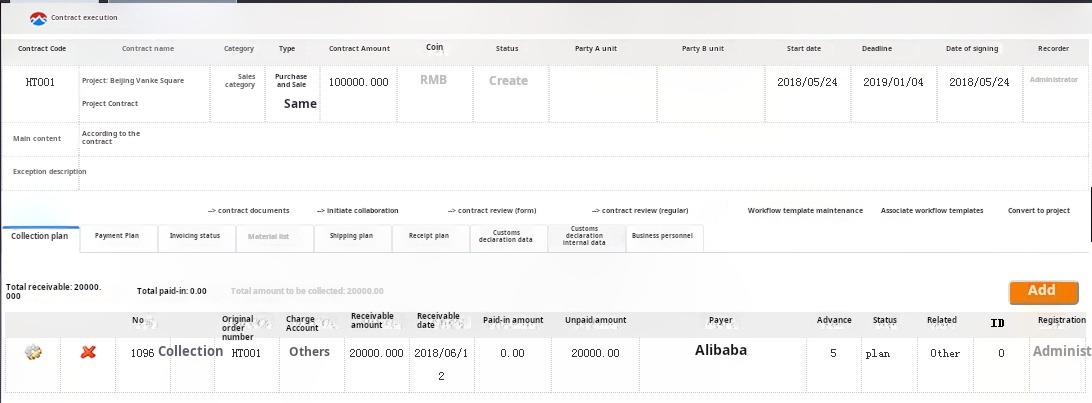 Contract execution
Contract Code Contract name Category Type Contract Amount Coin Status Party A unit Party B unit Start date Deadline Date of signing Recorder
HT001 Project: Beijing Vanke Square Sales category Purchase and Sale 100000.000 RMB Create 2018/05/24 2019/01/04 2018/05/24 Administrator
Project Contract Same
Main content According to the contract
Exception description
--> contract documents --> initiate collaboration --> contract review (form) --> contract review (regular) Workflow template maintenance Associate workflow templates Convert to project
Collection plan Payment Plan Invoicing status Material list Shipping plan Receipt plan Customs declaration data Customs declaration internal data Business personnel
Total receivable: 20000.000 Total paid-in: 0.00 Total amount to be collected: 20000.00 Add
No Original order number Charge Account Receivable amount Receivable date Paid-in amount Unpaid amount Payer Advance Status Related ID Registration
1096 Collection HT001 Others 20000.000 2018/06/12 0.00 20000.00 Alibaba 5 plan Other 0 Administ